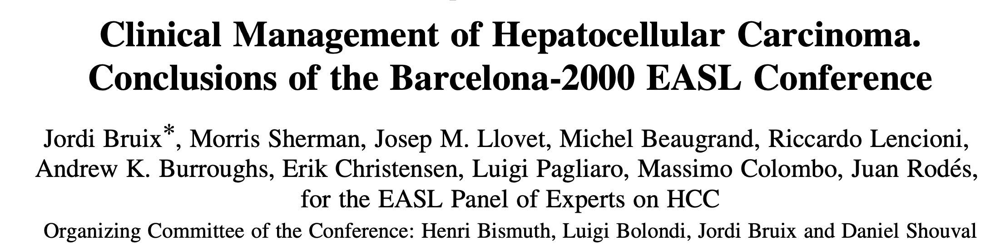 Clinical Management of Hepatocellular Carcinoma.
Conclusions of the Barcelona-2000 EASL Conference
Jordi Bruix*, Morris Sherman, Josep M. Llovet, Michel Beaugrand, Riccardo Lencioni,
Andrew K. Burroughs, Erik Christensen, Luigi Pagliaro, Massimo Colombo, Juan Rodés,
for the EASL Panel of Experts on HCC
Organizing Committee of the Conference: Henri Bismuth, Luigi Bolondi, Jordi Bruix and Daniel Shouval